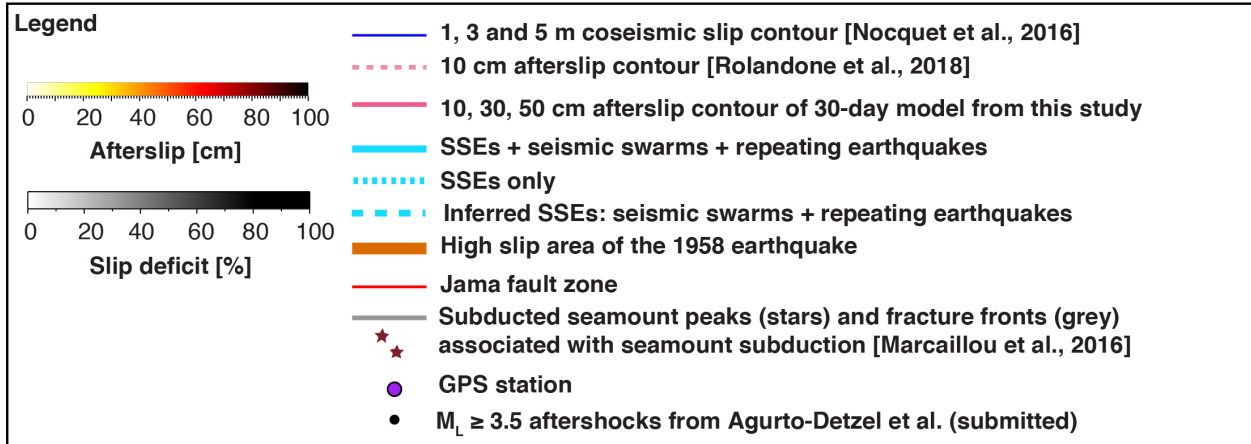 Legend
0 20 40 60 80 100
Afterslip [cm]
0 20 40 60 80 100
Slip deficit [%]
1, 3 and 5 m coseismic slip contour [Nocquet et al., 2016]
10 cm afterslip contour [Rolandone et al., 2018]
10, 30, 50 cm afterslip contour of 30-day model from this study
SSEs + seismic swarms + repeating earthquakes
SSEs only
Inferred SSEs: seismic swarms + repeating earthquakes
High slip area of the 1958 earthquake
Jama fault zone
Subducted seamount peaks (stars) and fracture fronts (grey)
associated with seamount subduction [Marcaillou et al., 2016]
GPS station
M_L ≥ 3.5 aftershocks from Agurto-Detzel et al. (submitted)